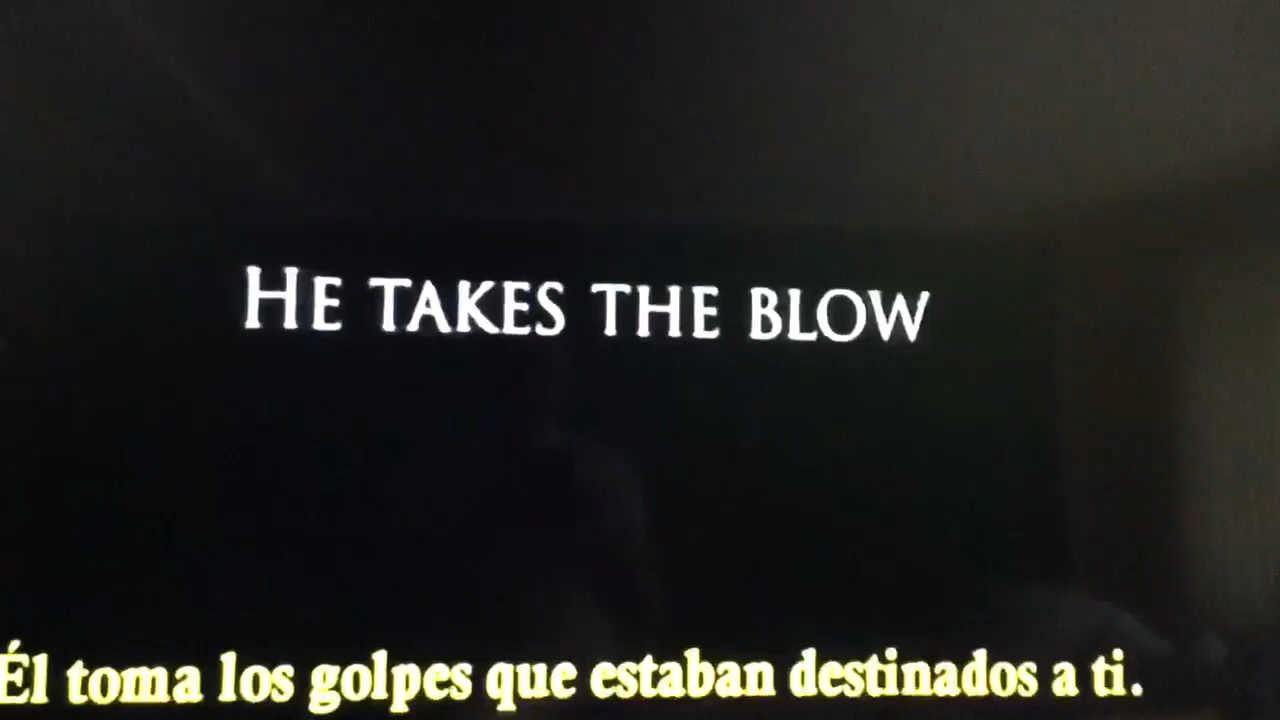 HE TAKES THE BLOW
Él toma los golpes que estaban destinados a ti.